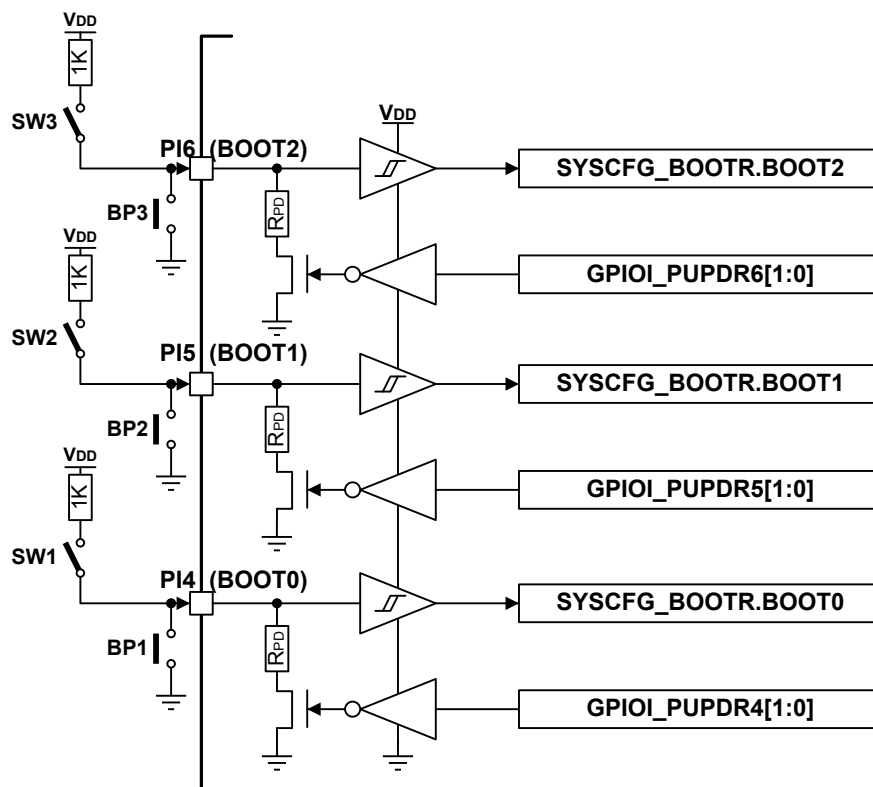 VDD
1K
SW3
PI6 (BOOT2)
VDD
SYSCFG_BOOTR.BOOT2
BP3
RPD
VDD
1K
GPIOI_PUPDR6[1:0]
SW2
PI5 (BOOT1)
SYSCFG_BOOTR.BOOT1
BP2
RPD
VDD
1K
GPIOI_PUPDR5[1:0]
SW1
PI4 (BOOT0)
SYSCFG_BOOTR.BOOT0
BP1
RPD
GPIOI_PUPDR4[1:0]